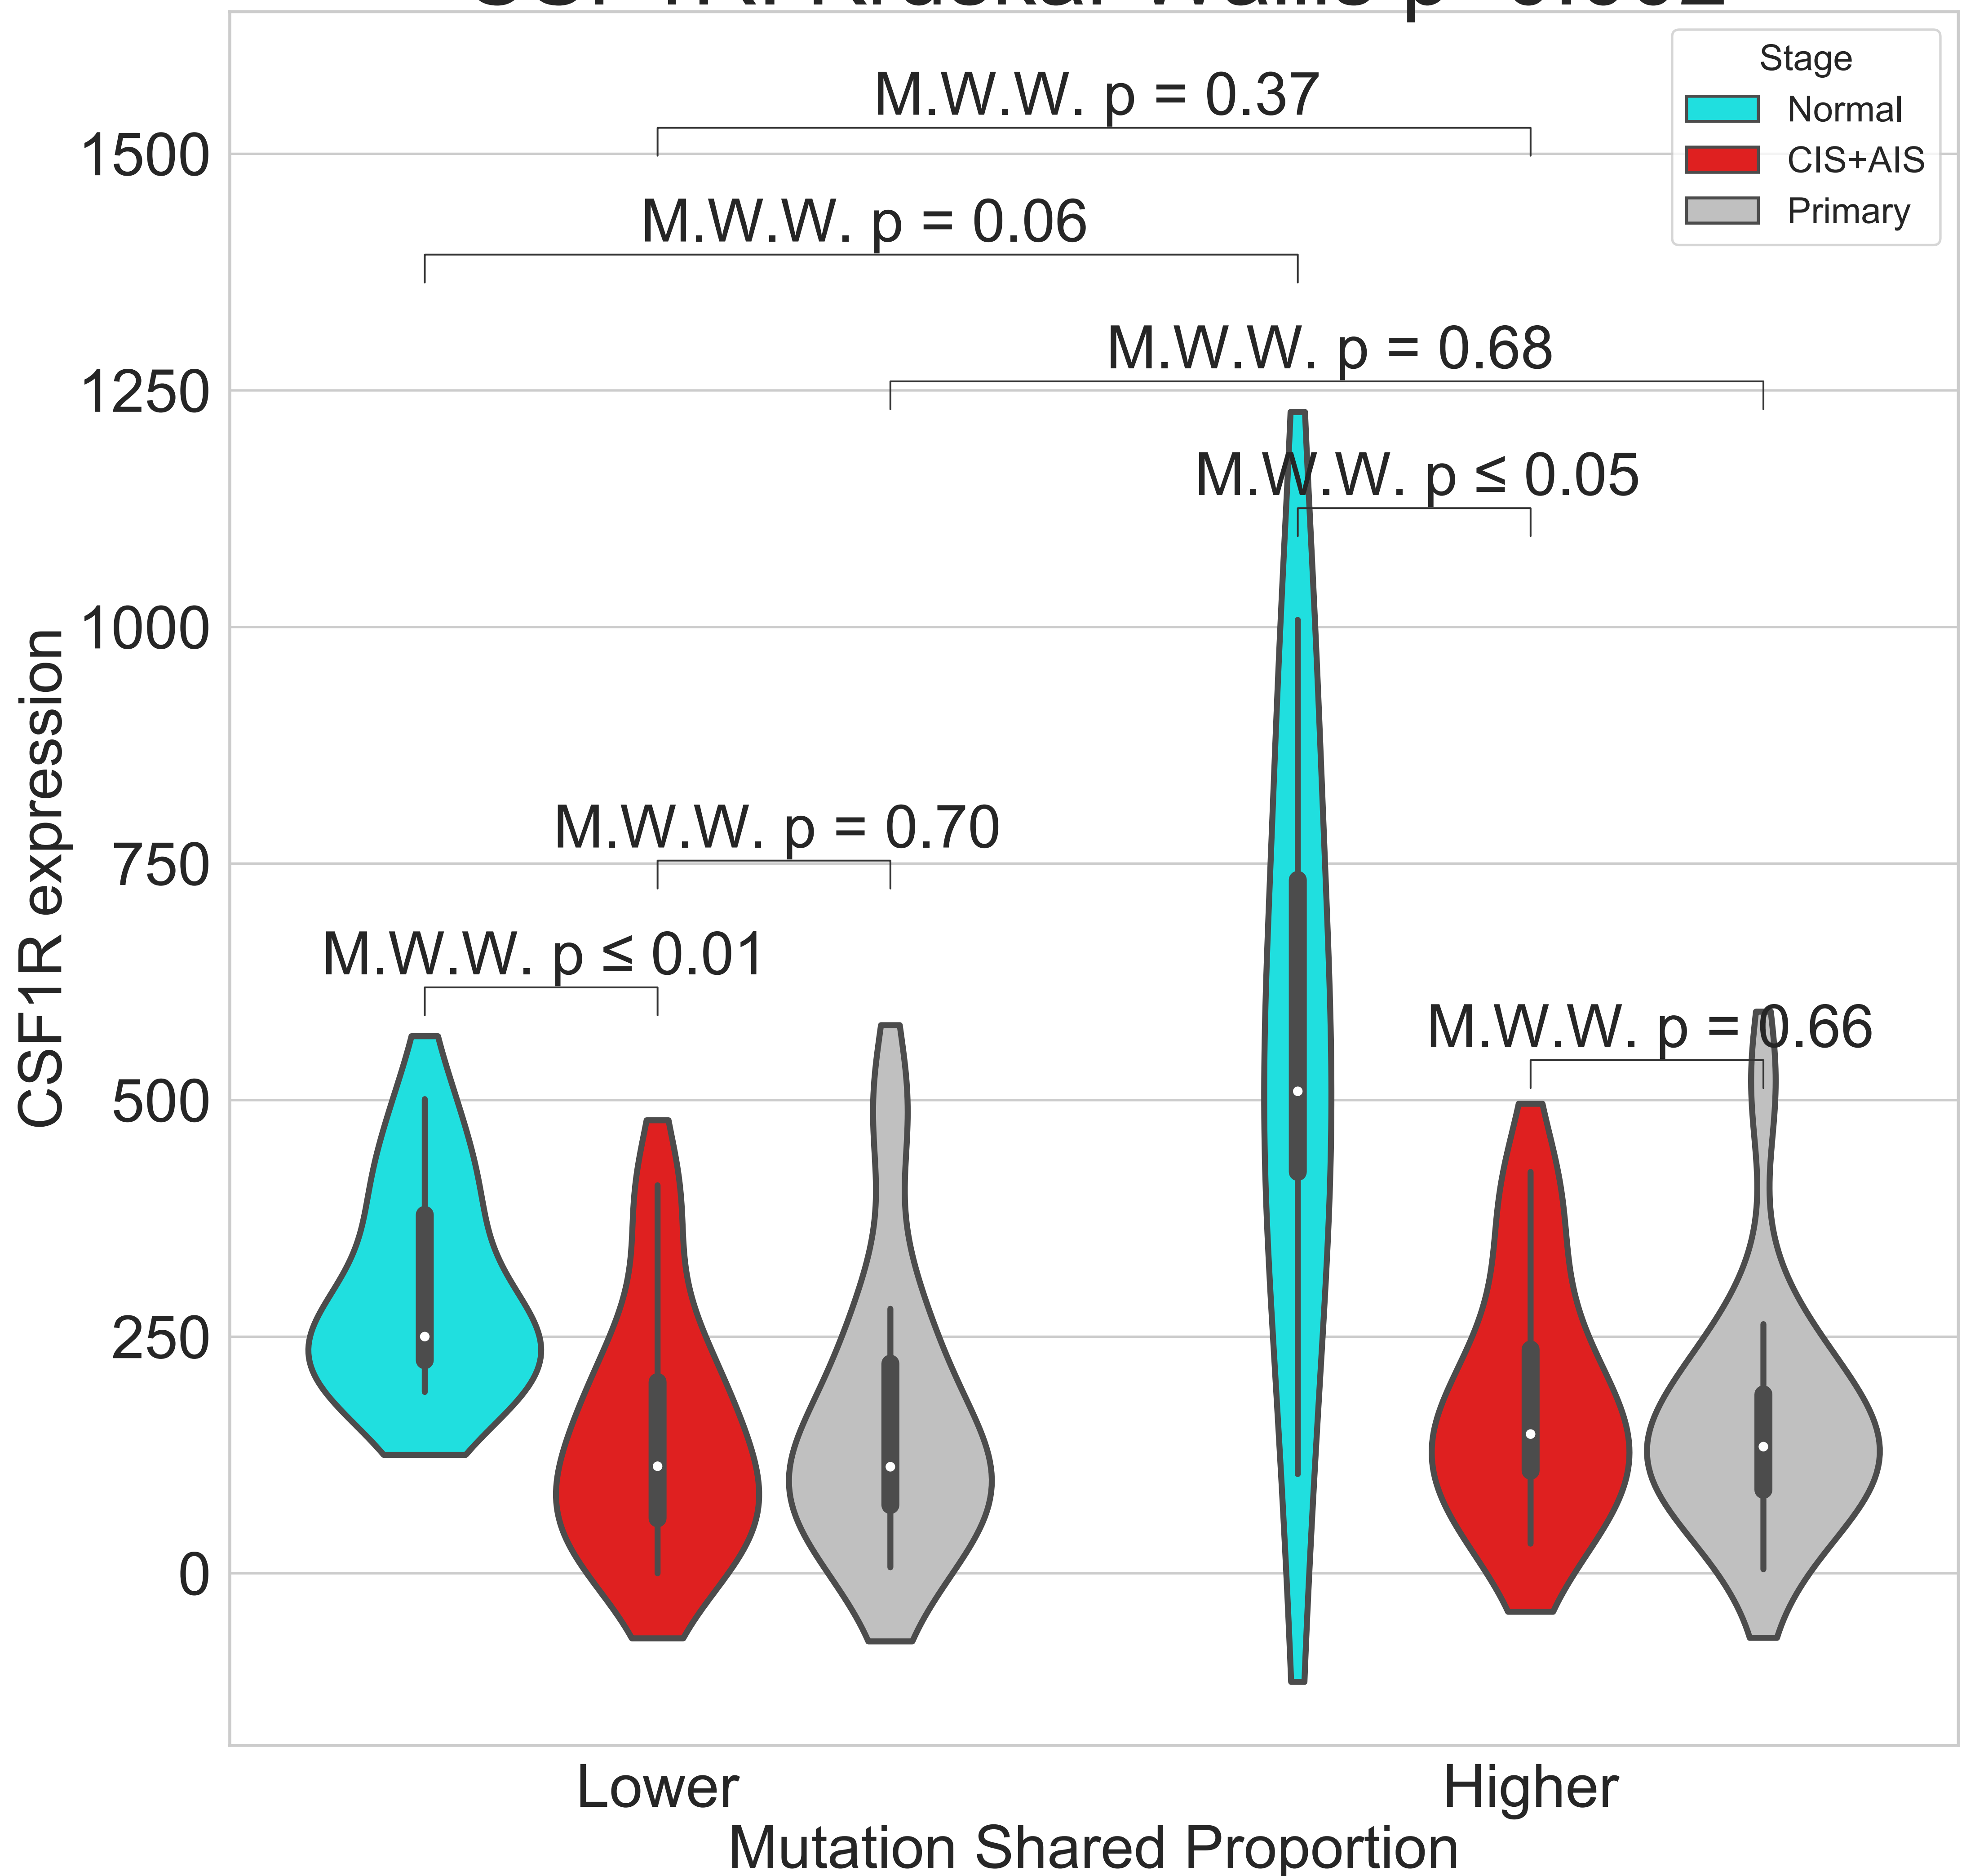 Stage
Normal
CIS+AIS
Primary
M.W.W. p = 0.37
M.W.W. p = 0.06
M.W.W. p = 0.68
M.W.W. p ≤ 0.05
M.W.W. p = 0.70
M.W.W. p ≤ 0.01
M.W.W. p = 0.66
1500
1250
1000
750
500
250
0
CSF1R expression
Lower
Higher
Mutation Shared Proportion